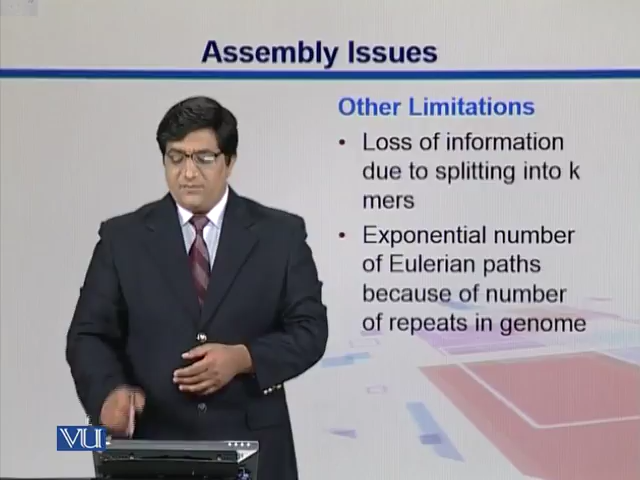 Assembly Issues
Other Limitations
• Loss of information
due to splitting into k
mers
• Exponential number
of Eulerian paths
because of number
of repeats in genome
VU